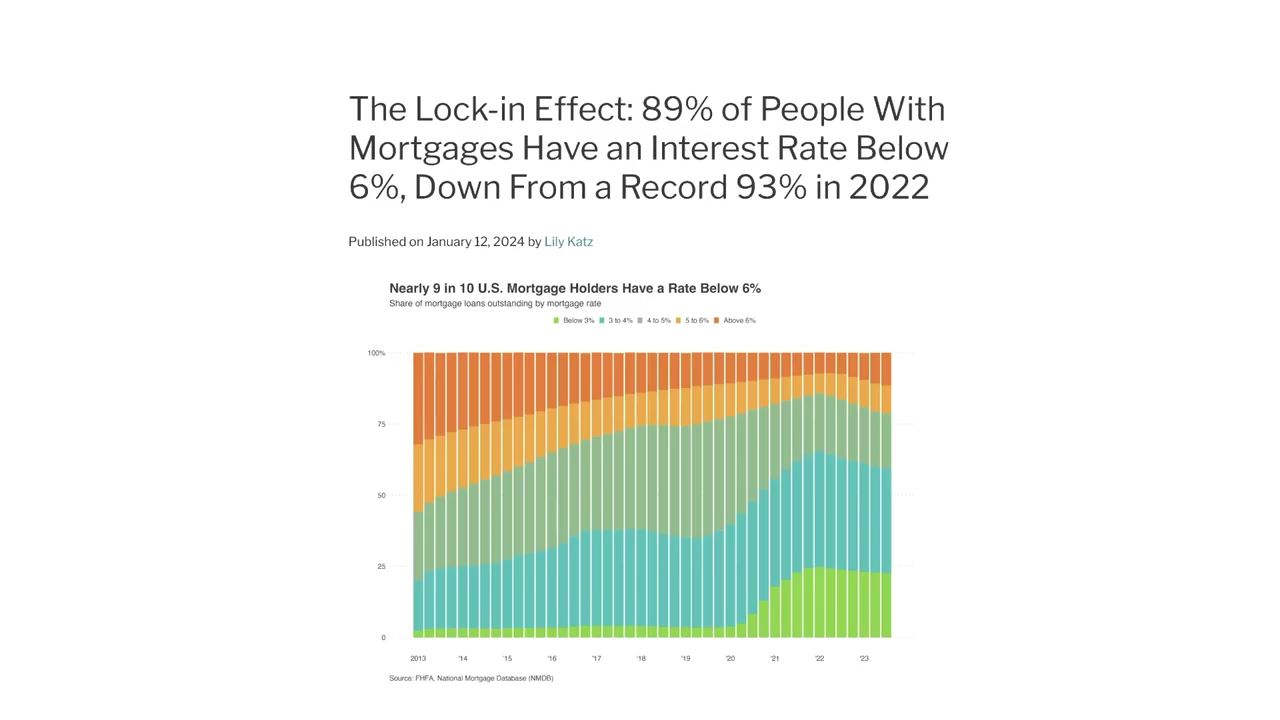 The Lock-in Effect: 89% of People With
Mortgages Have an Interest Rate Below
6%, Down From a Record 93% in 2022
Published on January 12, 2024 by Lily Katz
Nearly 9 in 10 U.S. Mortgage Holders Have a Rate Below 6%
Share of mortgage loans outstanding by mortgage rate
Below 3% 3 to 4% 4 to 5% 5 to 6% Above 6%
100%
75
50
25
0
2013 '14 '15 '16 '17 '18 '19 '20 '21 '22 '23
Source: FHFA, National Mortgage Database (NMDB)